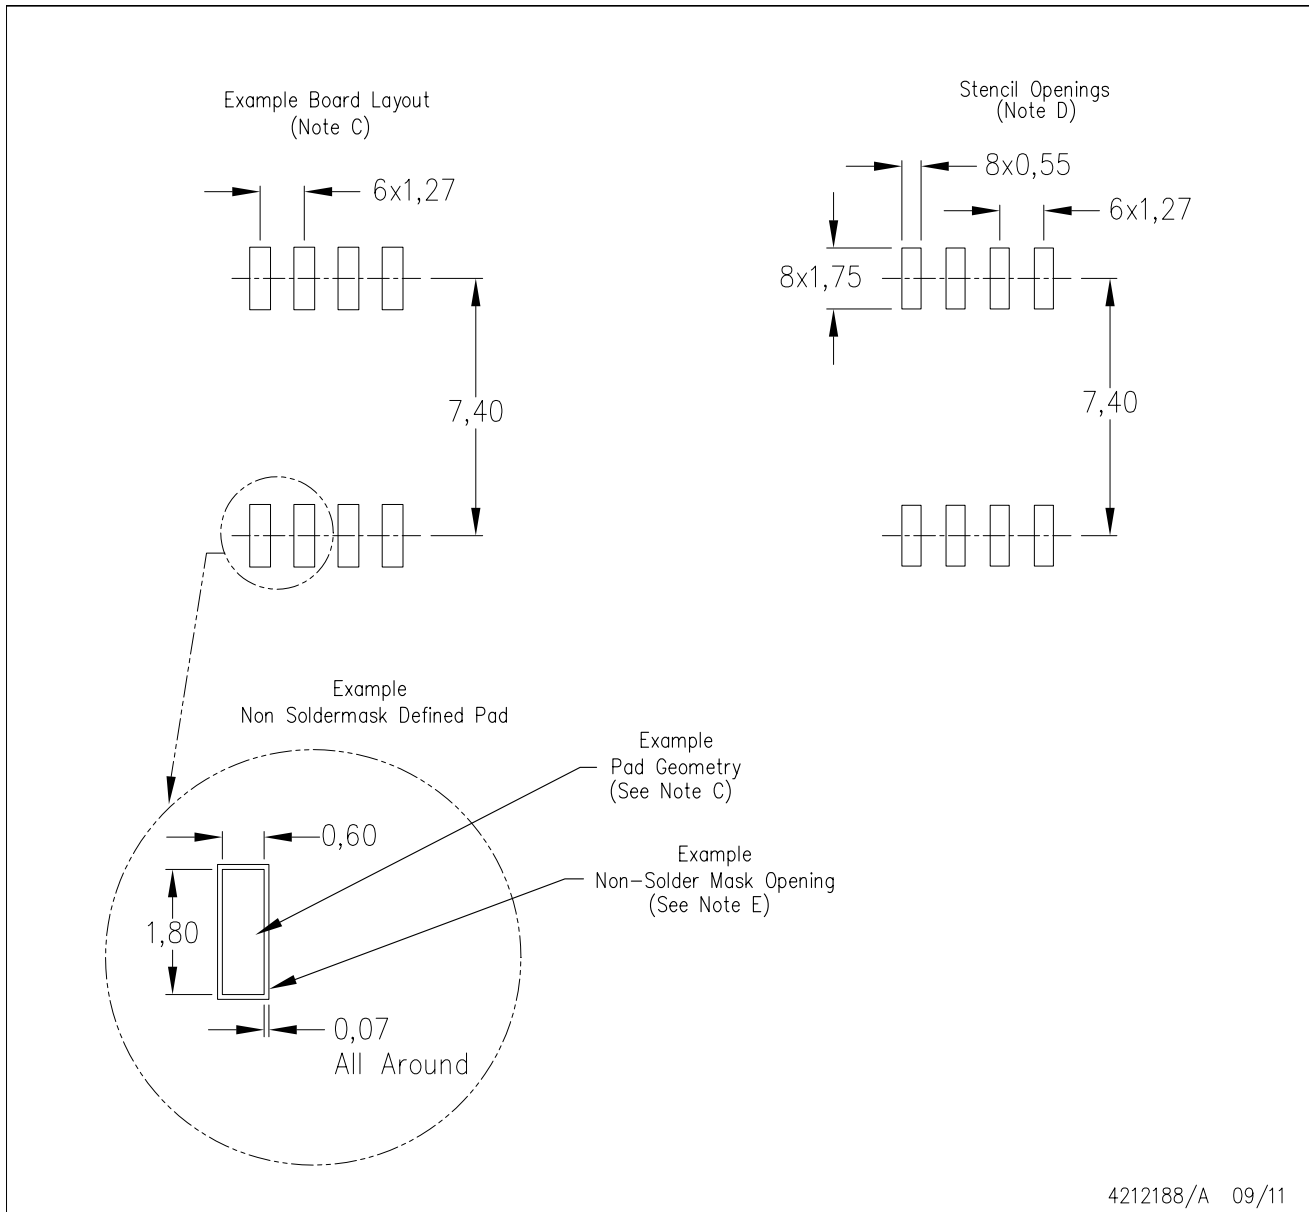 Example Board Layout
(Note C)
6x1,27
7,40
Stencil Openings
(Note D)
8x0,55
6x1,27
8x1,75
7,40
Example
Non Soldermask Defined Pad
Example
Pad Geometry
(See Note C)
0,60
Example
Non-Solder Mask Opening
(See Note E)
1,80
0,07
All Around
4212188/A 09/11